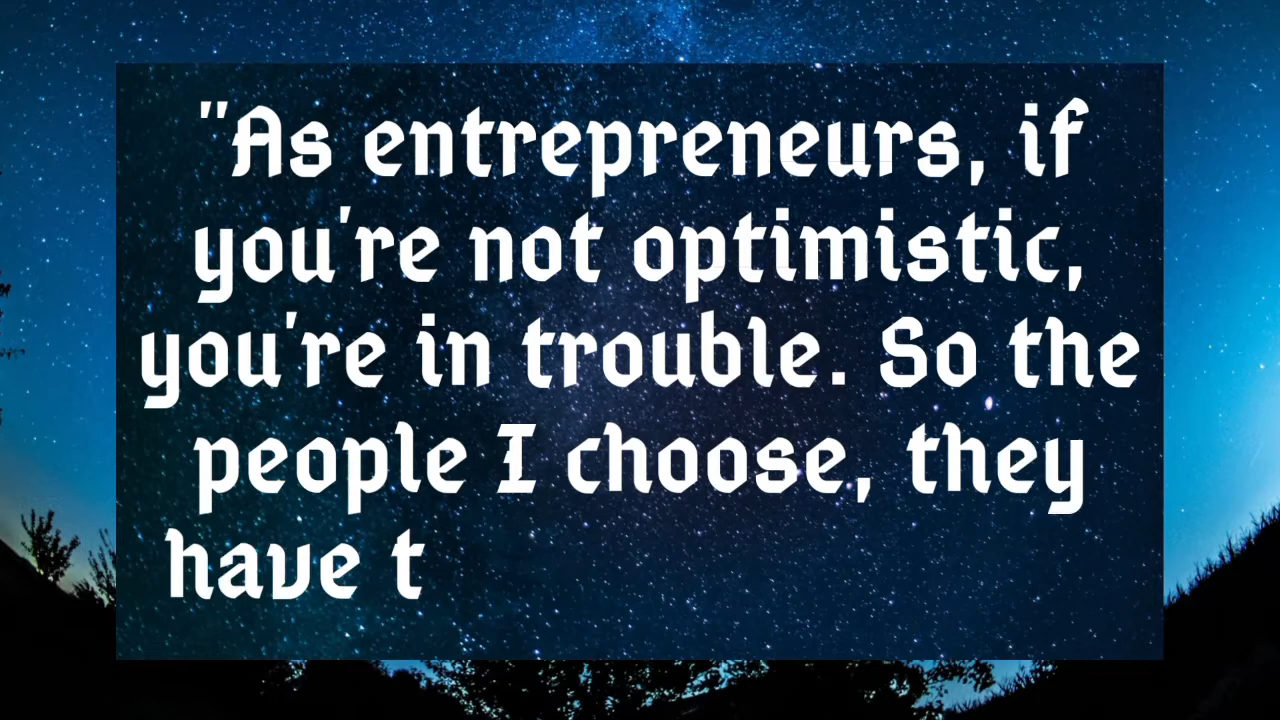 "As entrepreneurs, if
you're not optimistic,
you're in trouble. So the
people I choose, they
have t